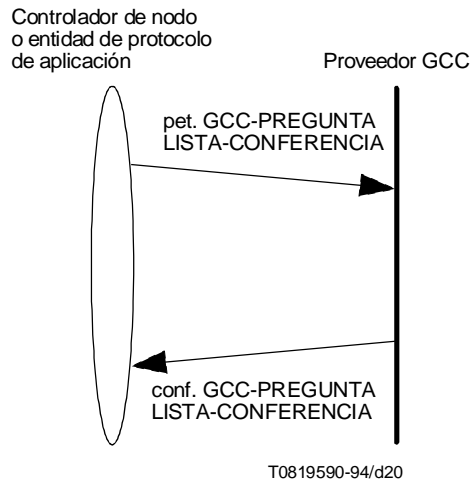 Controlador de nodo
o entidad de protocolo
de aplicación
Proveedor GCC
pet. GCC-PREGUNTA
LISTA-CONFERENCIA
conf. GCC-PREGUNTA
LISTA-CONFERENCIA
T0819590-94/d20